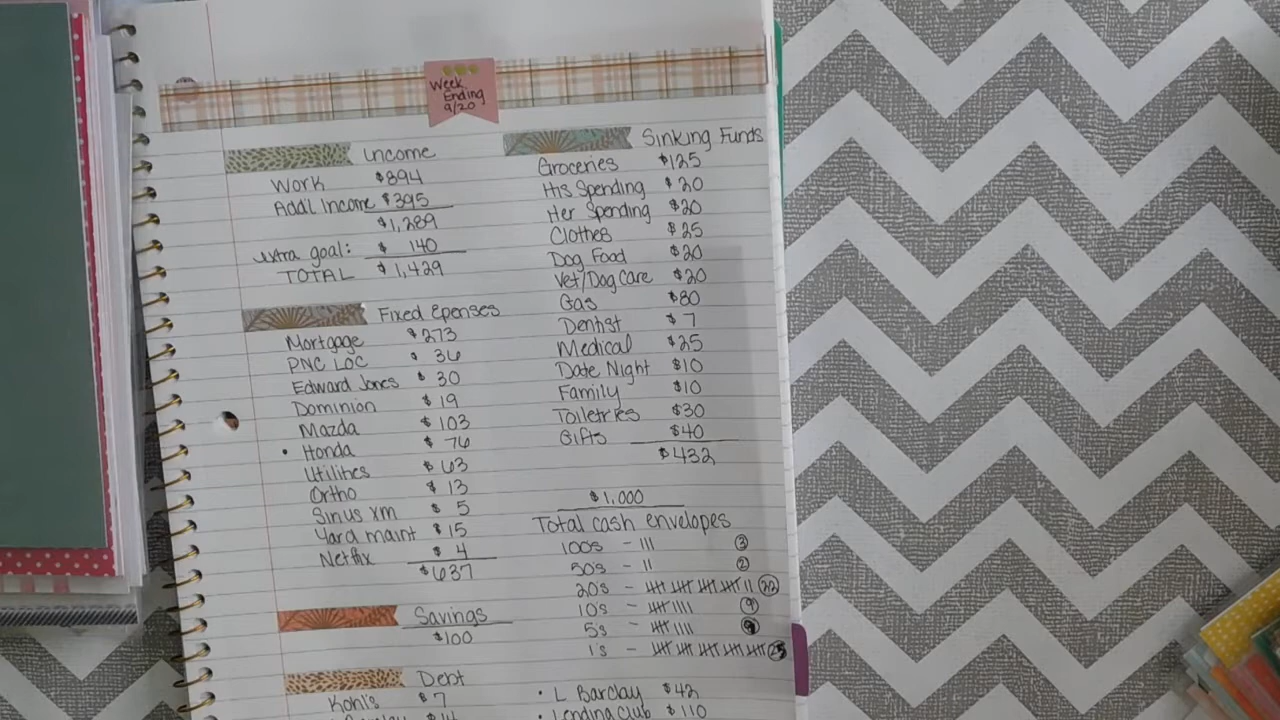 Week
Ending
9/20
Income
Work $894
Addl Income $395
$1,289
extra goal: $ 140
TOTAL $ 1,429
Fixed Epenses
Mortgage $273
PNC LOC $ 36
Edward Jones $ 30
Dominion $ 19
Mazda $ 103
• Honda $ 76
Utilities $ 63
Ortho $ 13
Sirius xm $ 5
Yard maint $ 15
Netflix $ 4
$637
Savings
$100
Debt
Kohl's $ 7
$14
Sinking Funds
Groceries $125
His Spending $ 20
Her Spending $20
Clothes $25
Dog Food $20
Vet/Dog Care $20
Gas $80
Dentist $ 7
Medical $25
Date Night $10
Family $10
Toiletries $30
Gifts $40
$432
$1,000
Total cash envelopes
100s - ||| 3
50s - || 2
20s - 22
10's - 9
5s - 9
1's - 25
• L Barclay $42
• Lending Club $110